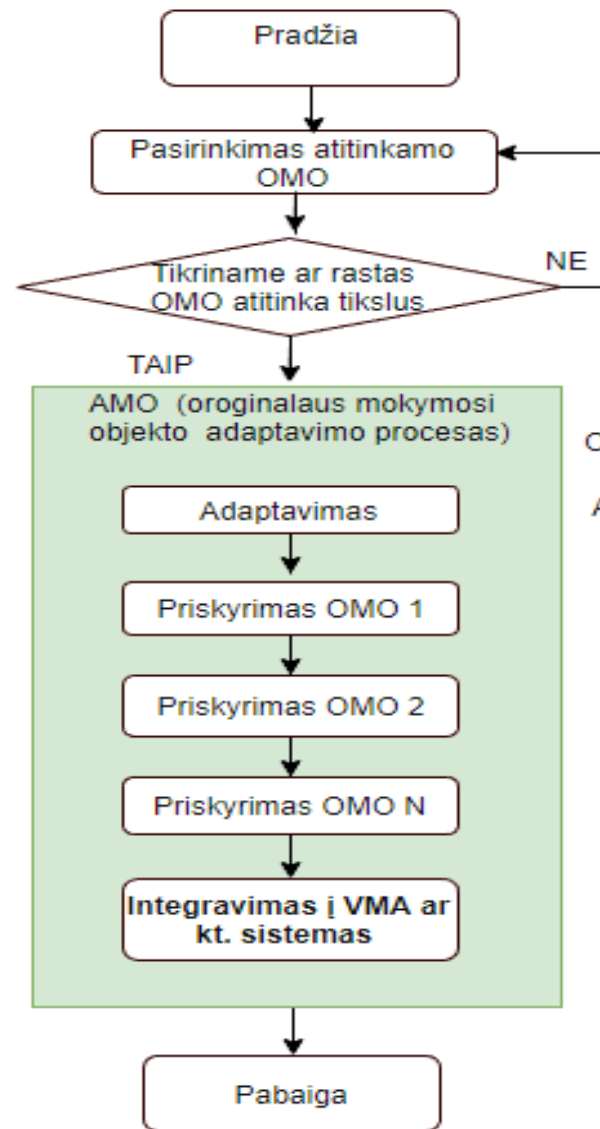 Pradžia
Pasirinkimas atitinkamo
OMO
Tikriname ar rastas
OMO atitinka tikslus
NE
TAIP
AMO (oroginalaus mokymosi
objekto adaptavimo procesas)
Adaptavimas
Priskyrimas OMO 1
Priskyrimas OMO 2
Priskyrimas OMO N
Integravimas į VMA ar
kt. sistemas
Pabaiga